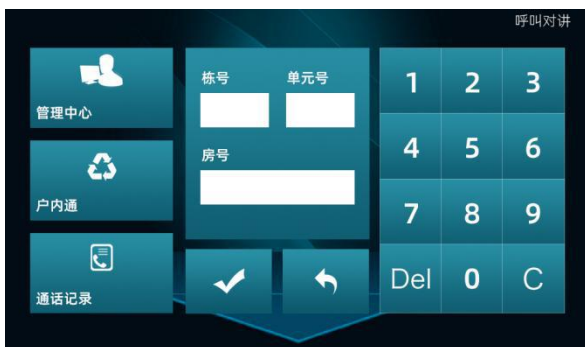 呼叫对讲
管理中心
户内通
通话记录
栋号 单元号
房号
1 2 3
4 5 6
7 8 9
Del 0 C